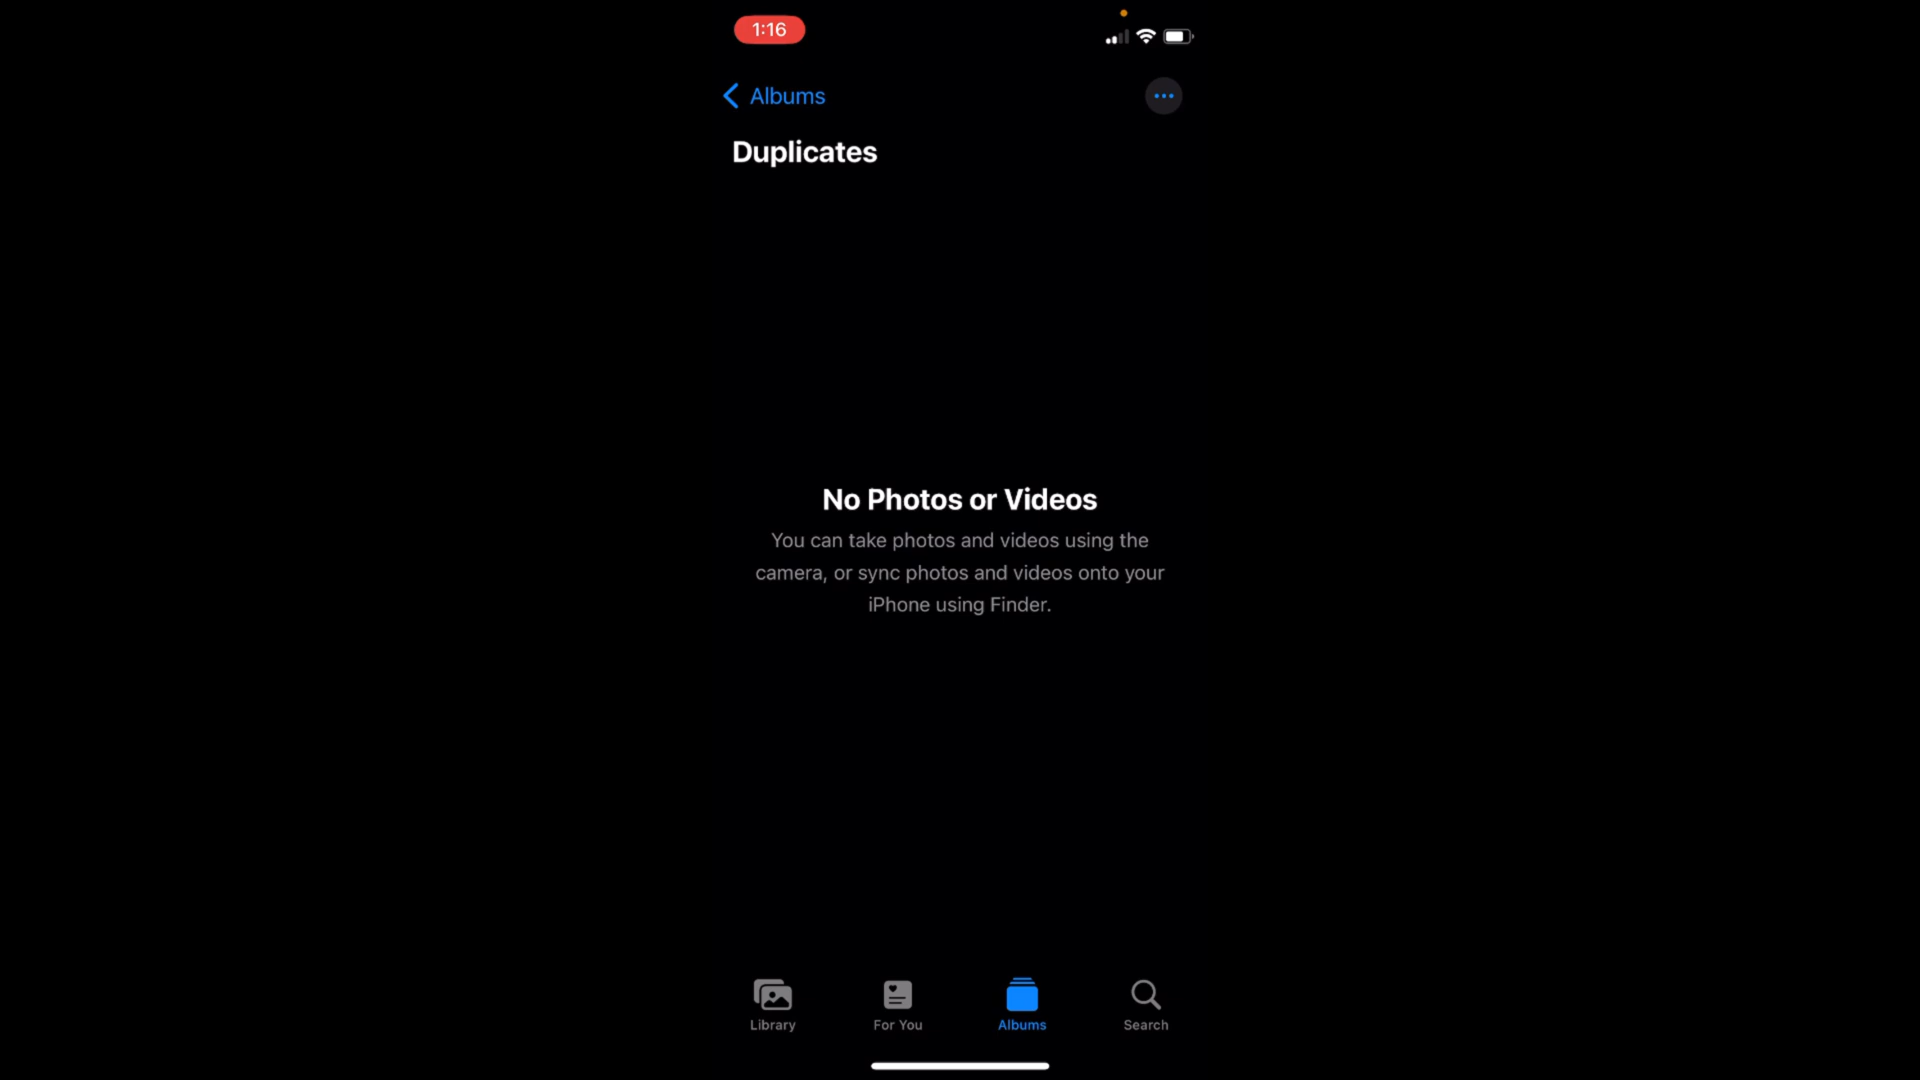 1:16
Albums
Duplicates
No Photos or Videos
You can take photos and videos using the
camera, or sync photos and videos onto your
iPhone using Finder.
Library
For You
Albums
Search